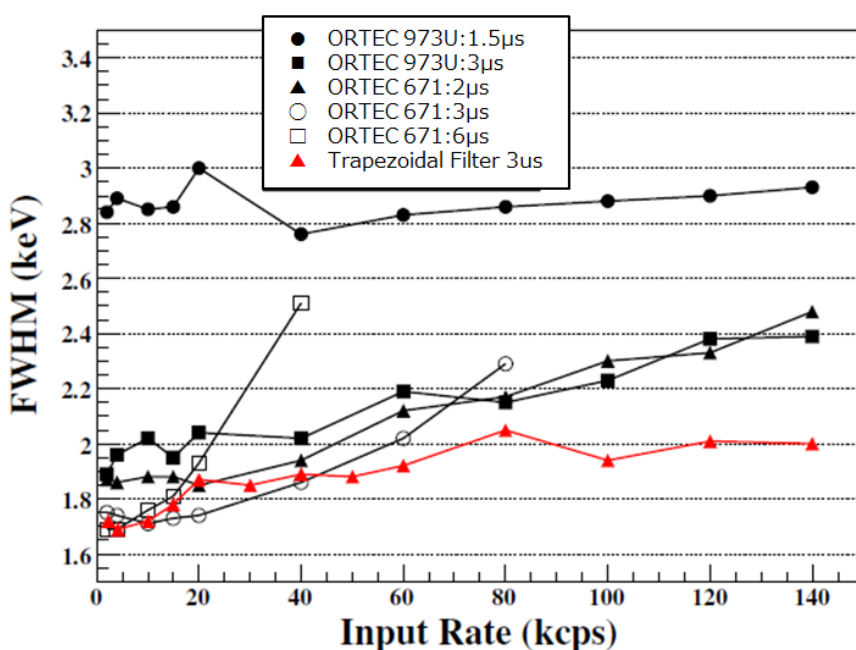 ORTEC 973U:1.5μs
ORTEC 973U:3μs
ORTEC 671:2μs
ORTEC 671:3μs
ORTEC 671:6μs
Trapezoidal Filter 3us
FWHM (keV)
3.4
3.2
3
2.8
2.6
2.4
2.2
2
1.8
1.6
0 20 40 60 80 100 120 140
Input Rate (kcps)